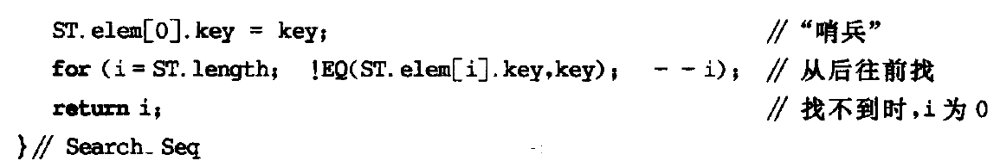 ST.elem[0].key = key; // “哨兵”
for (i = ST.length; !EQ(ST.elem[i].key,key); - - i); // 从后往前找
return i; // 找不到时,i 为 0
}// Search_Seq